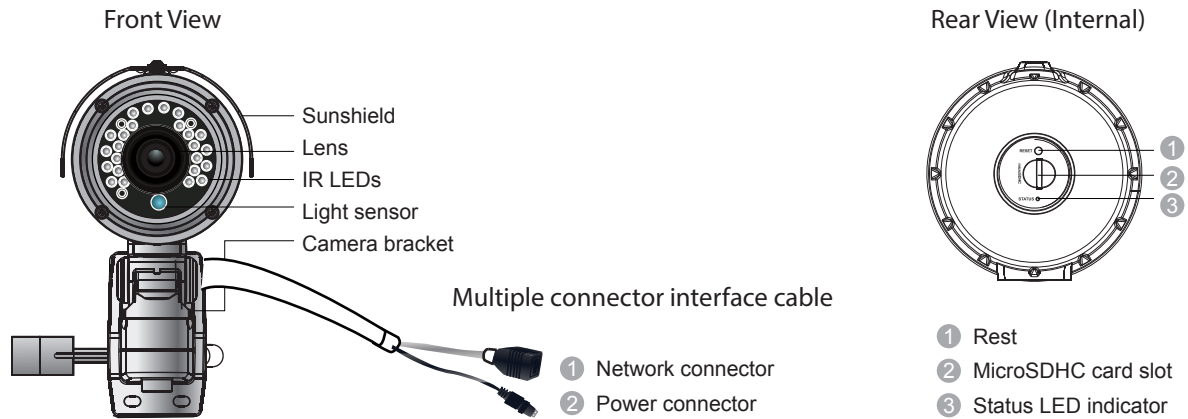 Front View
Sunshield
Lens
IR LEDs
Light sensor
Camera bracket
Multiple connector interface cable
1 Network connector
2 Power connector
Rear View (Internal)
RESET
STATUS
1
2
3
1 Rest
2 MicroSDHC card slot
3 Status LED indicator